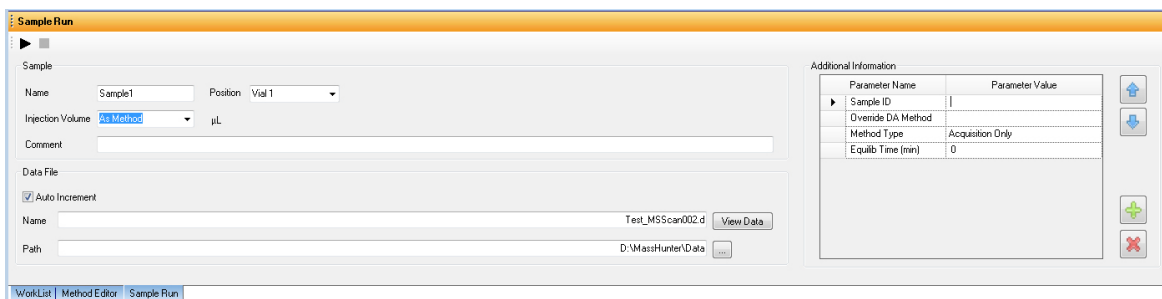 Sample Run
Sample
Name Sample1 Position Vial 1
Injection Volume As Method µL
Comment
Data File
Auto Increment
Name Test_MSScan002.d View Data
Path D:\MassHunter\Data ...
Additional Information
Parameter Name Parameter Value
Sample ID
Override DA Method
Method Type Acquisition Only
Equilib Time (min) 0
WorkList Method Editor Sample Run